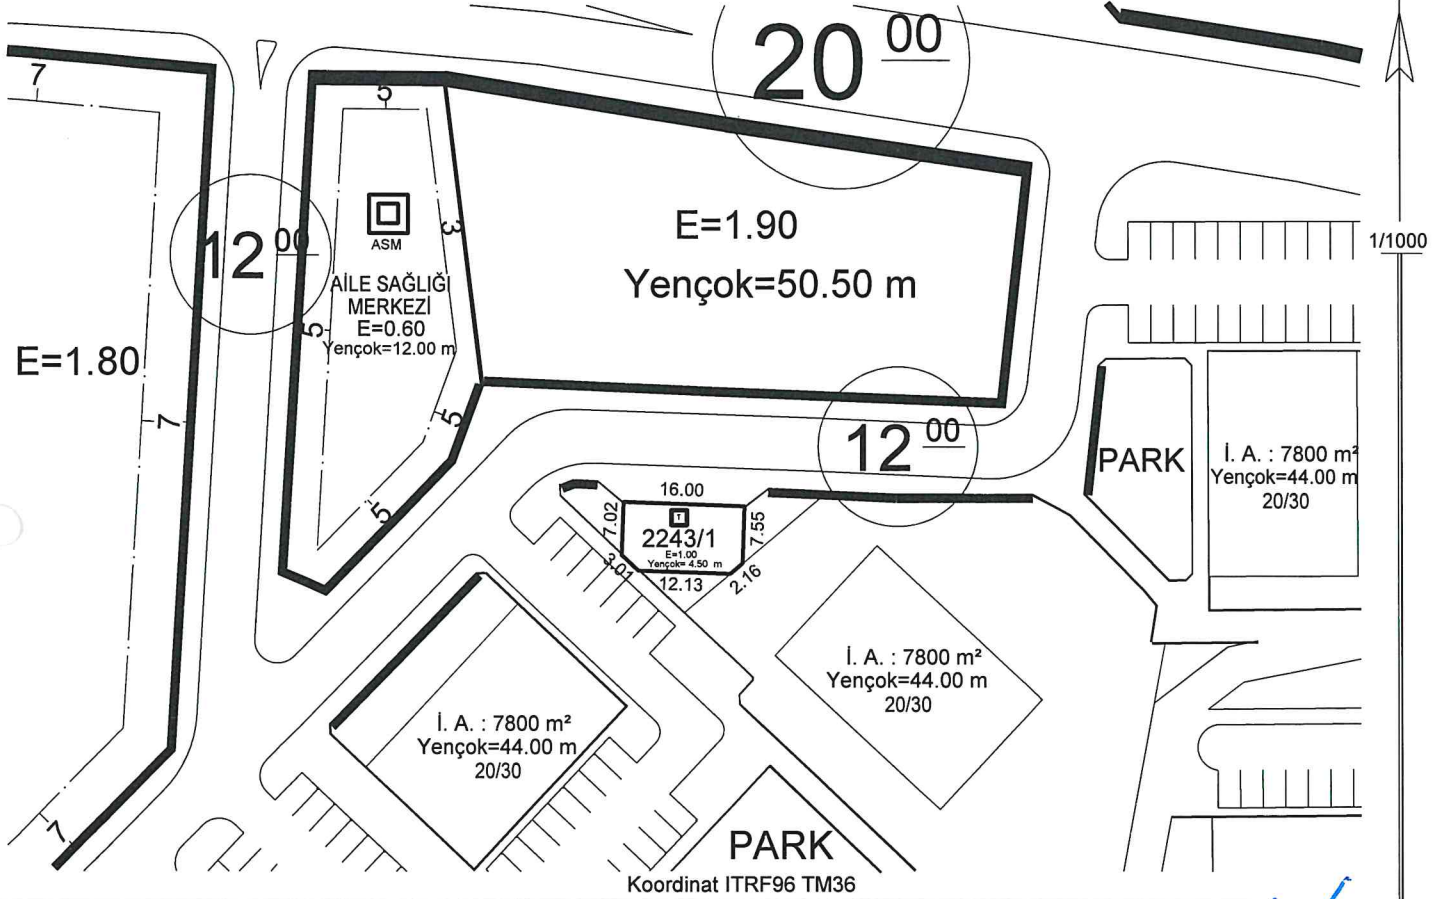 20 00
7
5
1/1000
12 00
3
ASM
AİLE SAĞLIĞI
MERKEZİ
E=0.60
Yençok=12.00 m
5
E=1.90
Yençok=50.50 m
E=1.80
7
5
5
12 00
PARK
İ. A. : 7800 m²
Yençok=44.00 m
20/30
16.00
7.02
T
2243/1
E=1.00
Yençok= 4.50 m
7.55
3.01
12.13
2.16
İ. A. : 7800 m²
Yençok=44.00 m
20/30
İ. A. : 7800 m²
Yençok=44.00 m
20/30
7
PARK
Koordinat ITRF96 TM36